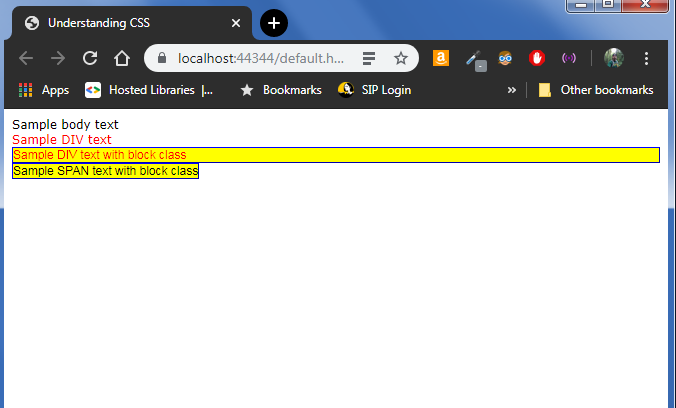 Understanding CSS
localhost:44344/default.h...
Apps Hosted Libraries |... Bookmarks SIP Login » Other bookmarks
Sample body text
Sample DIV text
Sample DIV text with block class
Sample SPAN text with block class